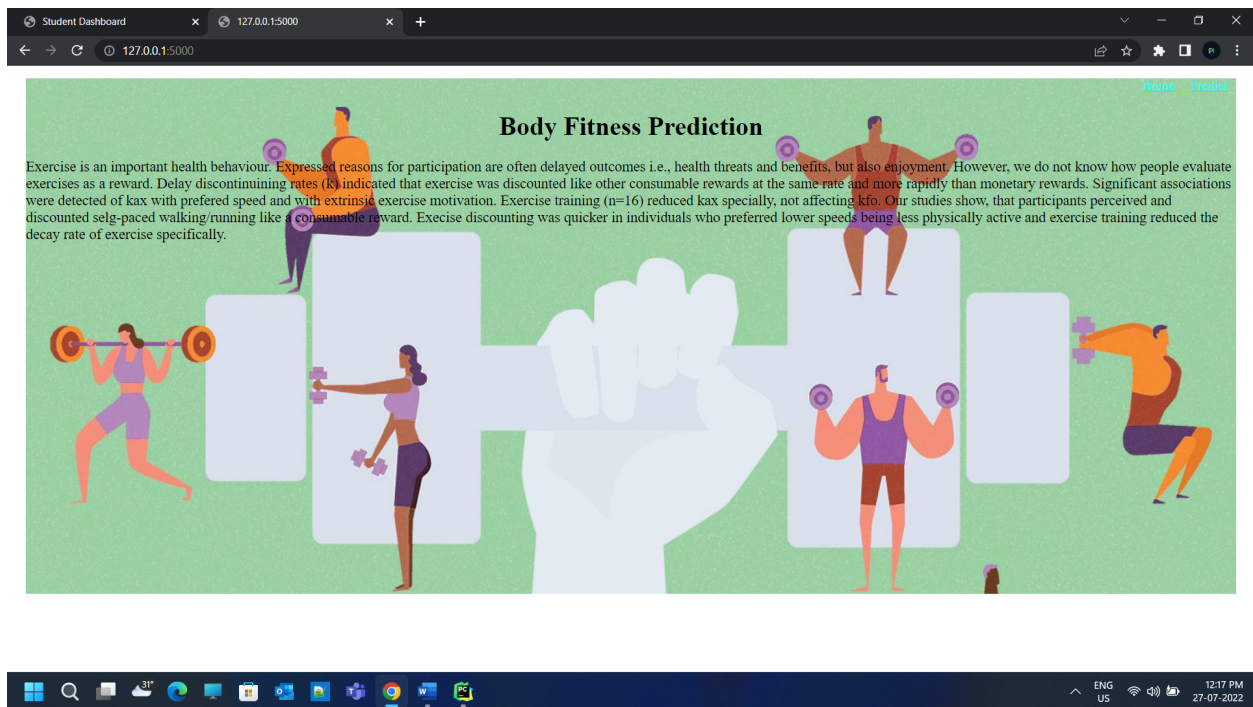 Student Dashboard
127.0.0.1:5000
127.0.0.1:5000
PI
Home Predict
Body Fitness Prediction
Exercise is an important health behaviour. Expressed reasons for participation are often delayed outcomes i.e., health threats and benefits, but also enjoyment. However, we do not know how people evaluate
exercises as a reward. Delay discontinuining rates (k) indicated that exercise was discounted like other consumable rewards at the same rate and more rapidly than monetary rewards. Significant associations
were detected of kax with prefered speed and with extrinsic exercise motivation. Exercise training (n=16) reduced kax specially, not affecting kfo. Our studies show, that participants perceived and
discounted selg-paced walking/running like a consumable reward. Execise discounting was quicker in individuals who preferred lower speeds being less physically active and exercise training reduced the
decay rate of exercise specifically.
31°
PC
ENG
US
12:17 PM
27-07-2022